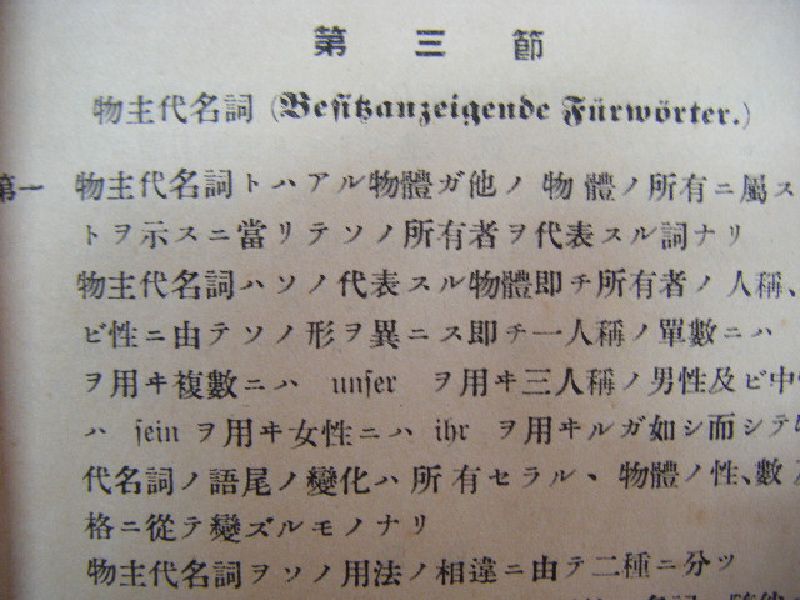 第三節
物主代名詞 (Besitzanzeigende Fürwörter.)
第一 物主代名詞トハアル物體ガ他ノ物體ノ所有ニ屬ス
トヲ示スニ當リテソノ所有者ヲ代表スル詞ナリ
物主代名詞ハソノ代表スル物體即チ所有者ノ人稱、
ビ性ニ由テソノ形ヲ異ニス即チ一人稱ノ單數ニハ
ヲ用ヰ複數ニハ unser ヲ用ヰ三人稱ノ男性及ビ中
ハ sein ヲ用ヰ女性ニハ ihr ヲ用ヰルガ如シ而シテ
代名詞ノ語尾ノ變化ハ所有セラル、物體ノ性、數
格ニ從テ變ズルモノナリ
物主代名詞ヲソノ用法ノ相違ニ由テ二種ニ分ツ